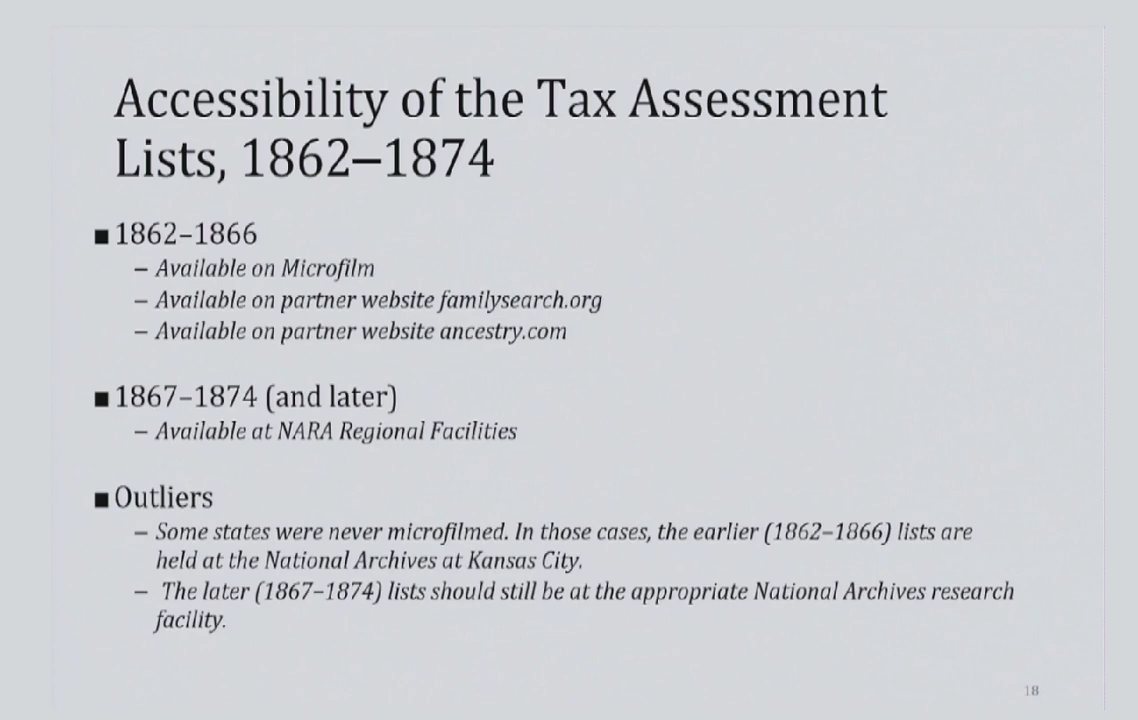 Accessibility of the Tax Assessment
Lists, 1862–1874
■ 1862–1866
– Available on Microfilm
– Available on partner website familysearch.org
– Available on partner website ancestry.com
■ 1867–1874 (and later)
– Available at NARA Regional Facilities
■ Outliers
– Some states were never microfilmed. In those cases, the earlier (1862–1866) lists are
held at the National Archives at Kansas City.
– The later (1867–1874) lists should still be at the appropriate National Archives research
facility.
18